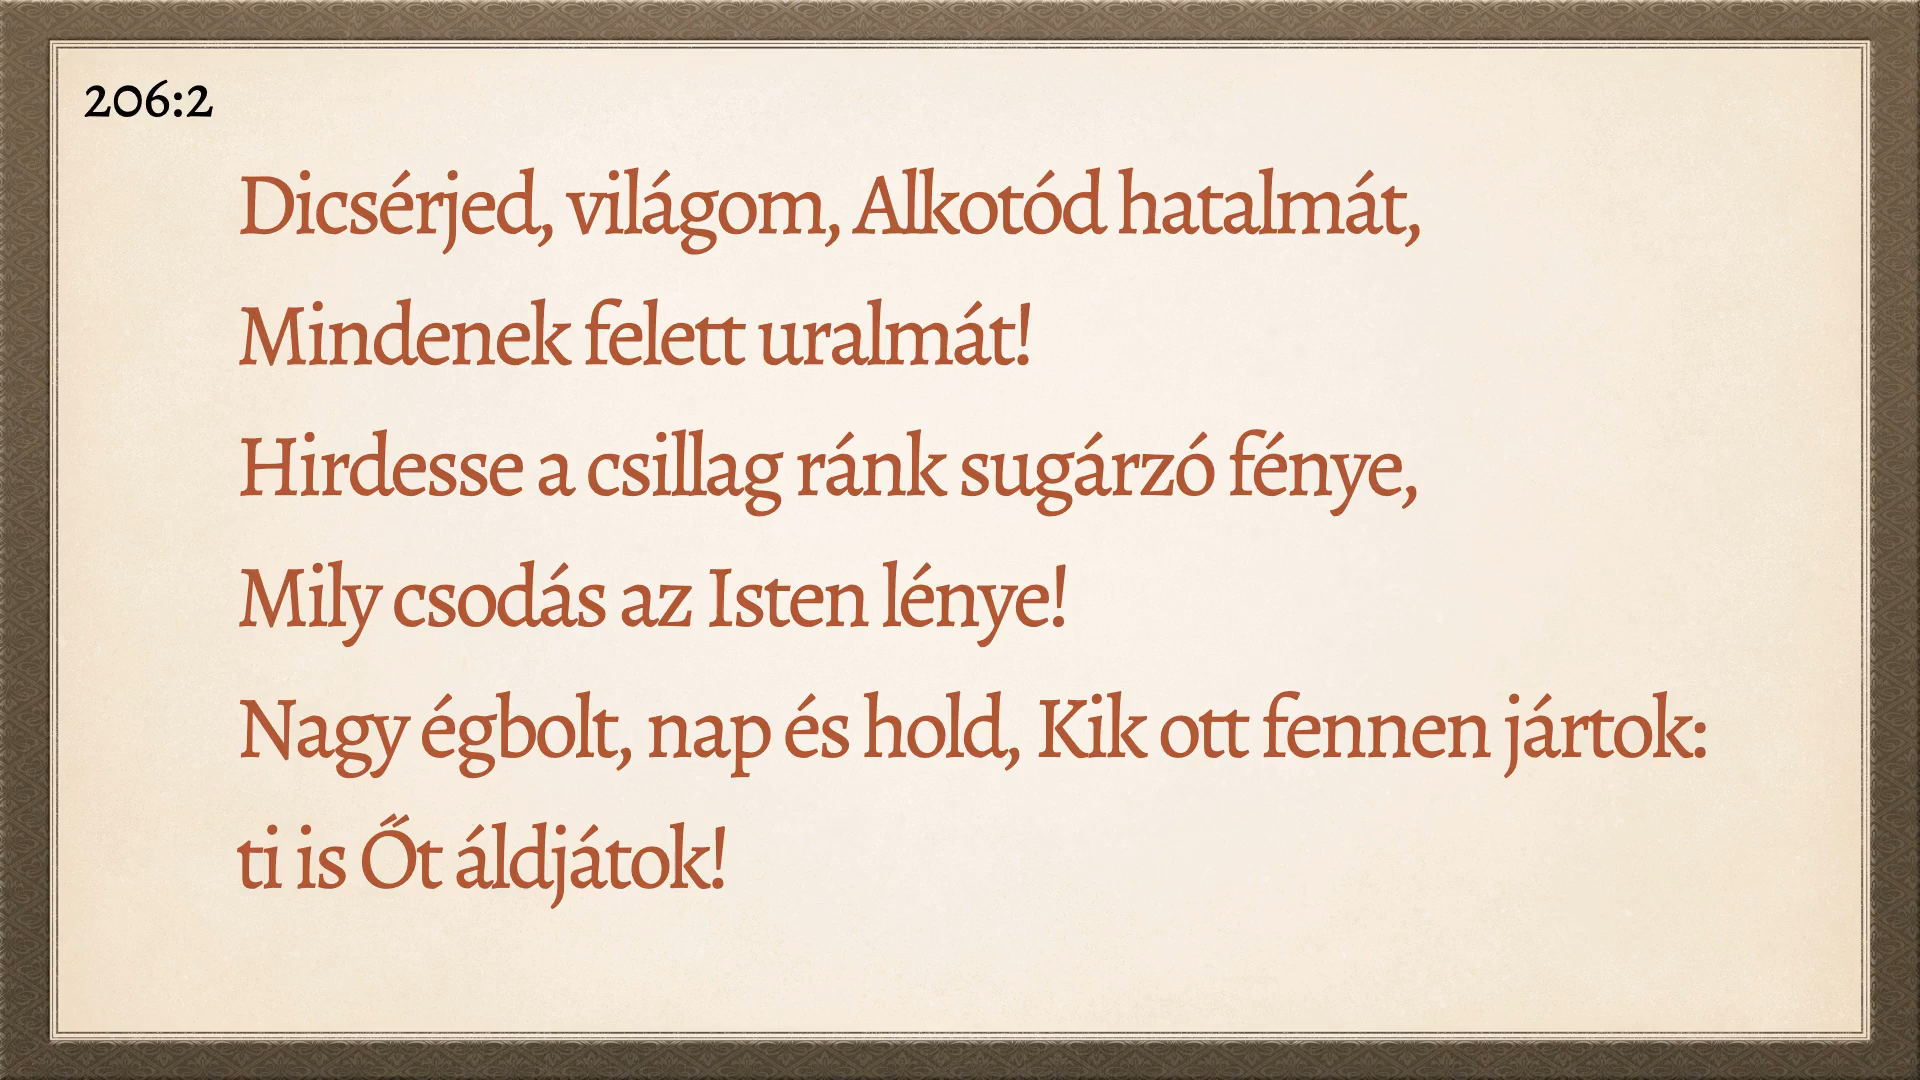 206:2
Dicsérjed, világom, Alkotód hatalmát,
Mindenek felett uralmát!
Hirdesse a csillag ránk sugárzó fénye,
Mily csodás az Isten lénye!
Nagy égbolt, nap és hold, Kik ott fennen jártok:
ti is Őt áldjátok!